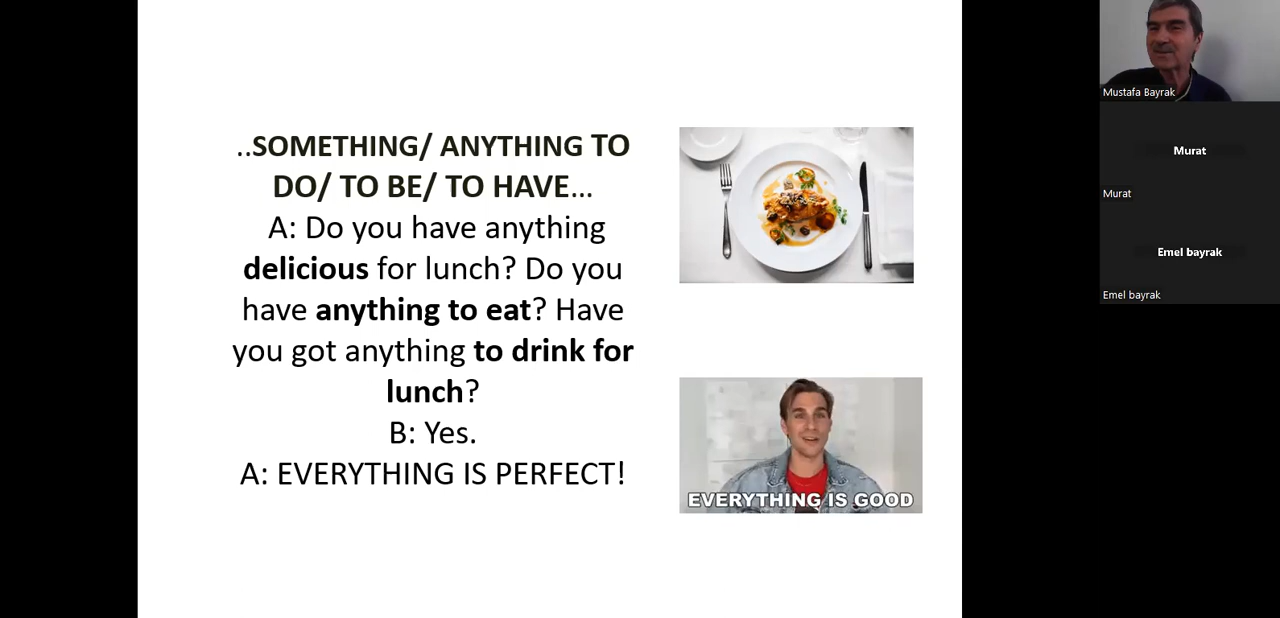 ..SOMETHING/ ANYTHING TO
DO/ TO BE/ TO HAVE...
A: Do you have anything
delicious for lunch? Do you
have anything to eat? Have
you got anything to drink for
lunch?
B: Yes.
A: EVERYTHING IS PERFECT!
EVERYTHING IS GOOD
Mustafa Bayrak
Murat
Murat
Emel bayrak
Emel bayrak